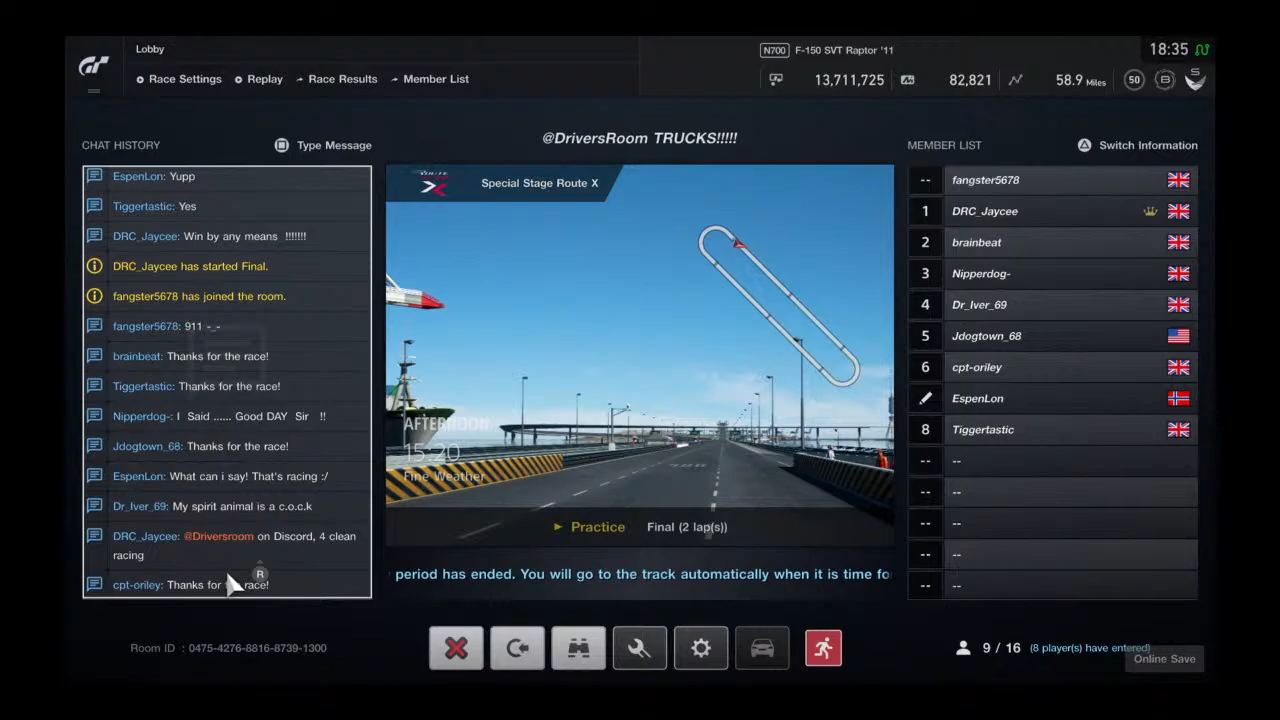 Lobby
N700 F-150 SVT Raptor '11
18:35
Race Settings Replay Race Results Member List
13,711,725 82,821 58.9 Miles 50 B S
@DriversRoom TRUCKS!!!!!
CHAT HISTORY Type Message
MEMBER LIST Switch Information
EspenLon: Yupp
Tiggertastic: Yes
DRC_Jaycee: Win by any means !!!!!!!
DRC_Jaycee has started Final.
fangster5678 has joined the room.
fangster5678: 911 -_-
brainbeat: Thanks for the race!
Tiggertastic: Thanks for the race!
Nipperdog-: I Said ...... Good DAY Sir !!
Jdogtown_68: Thanks for the race!
EspenLon: What can i say! That's racing :/
Dr_Iver_69: My spirit animal is a c.o.c.k
DRC_Jaycee: @Driversroom on Discord, 4 clean
racing
R
cpt-oriley: Thanks for race!
ROUTE X
Special Stage Route X
AFTERNOON
15:20
Fine Weather
Practice Final (2 lap(s))
period has ended. You will go to the track automatically when it is time fo
-- fangster5678
1 DRC_Jaycee
2 brainbeat
3 Nipperdog-
4 Dr_Iver_69
5 Jdogtown_68
6 cpt-oriley
EspenLon
8 Tiggertastic
-- --
-- --
-- --
-- --
-- --
Room ID : 0475-4276-8816-8739-1300
9 / 16 (8 player(s) have entered)
Online Save